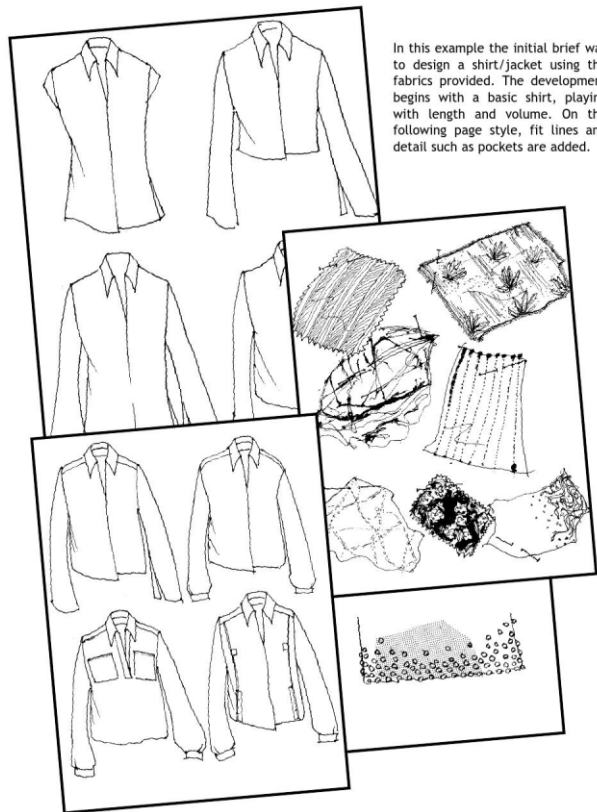 In this example the initial brief wa
to design a shirt/jacket using th
fabrics provided. The developmen
begins with a basic shirt, playin
with length and volume. On th
following page style, fit lines an
detail such as pockets are added.